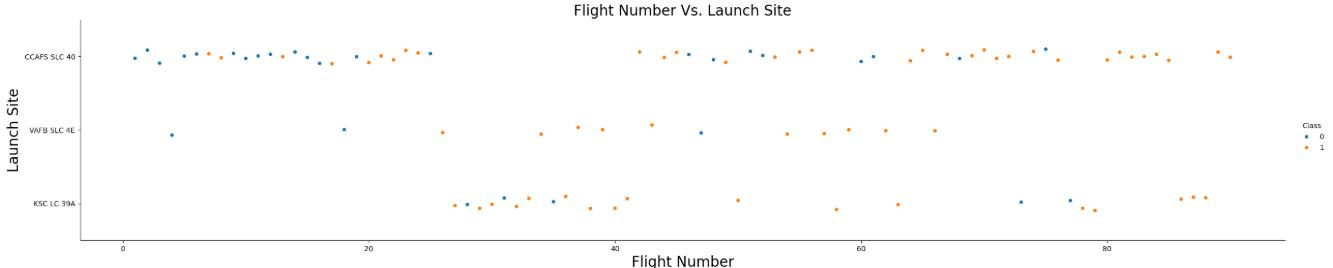 Flight Number Vs. Launch Site
CCAFS SLC 40
VAFB SLC 4E
KSC LC 39A
Launch Site
0 20 40 60 80
Flight Number
Class
0
1